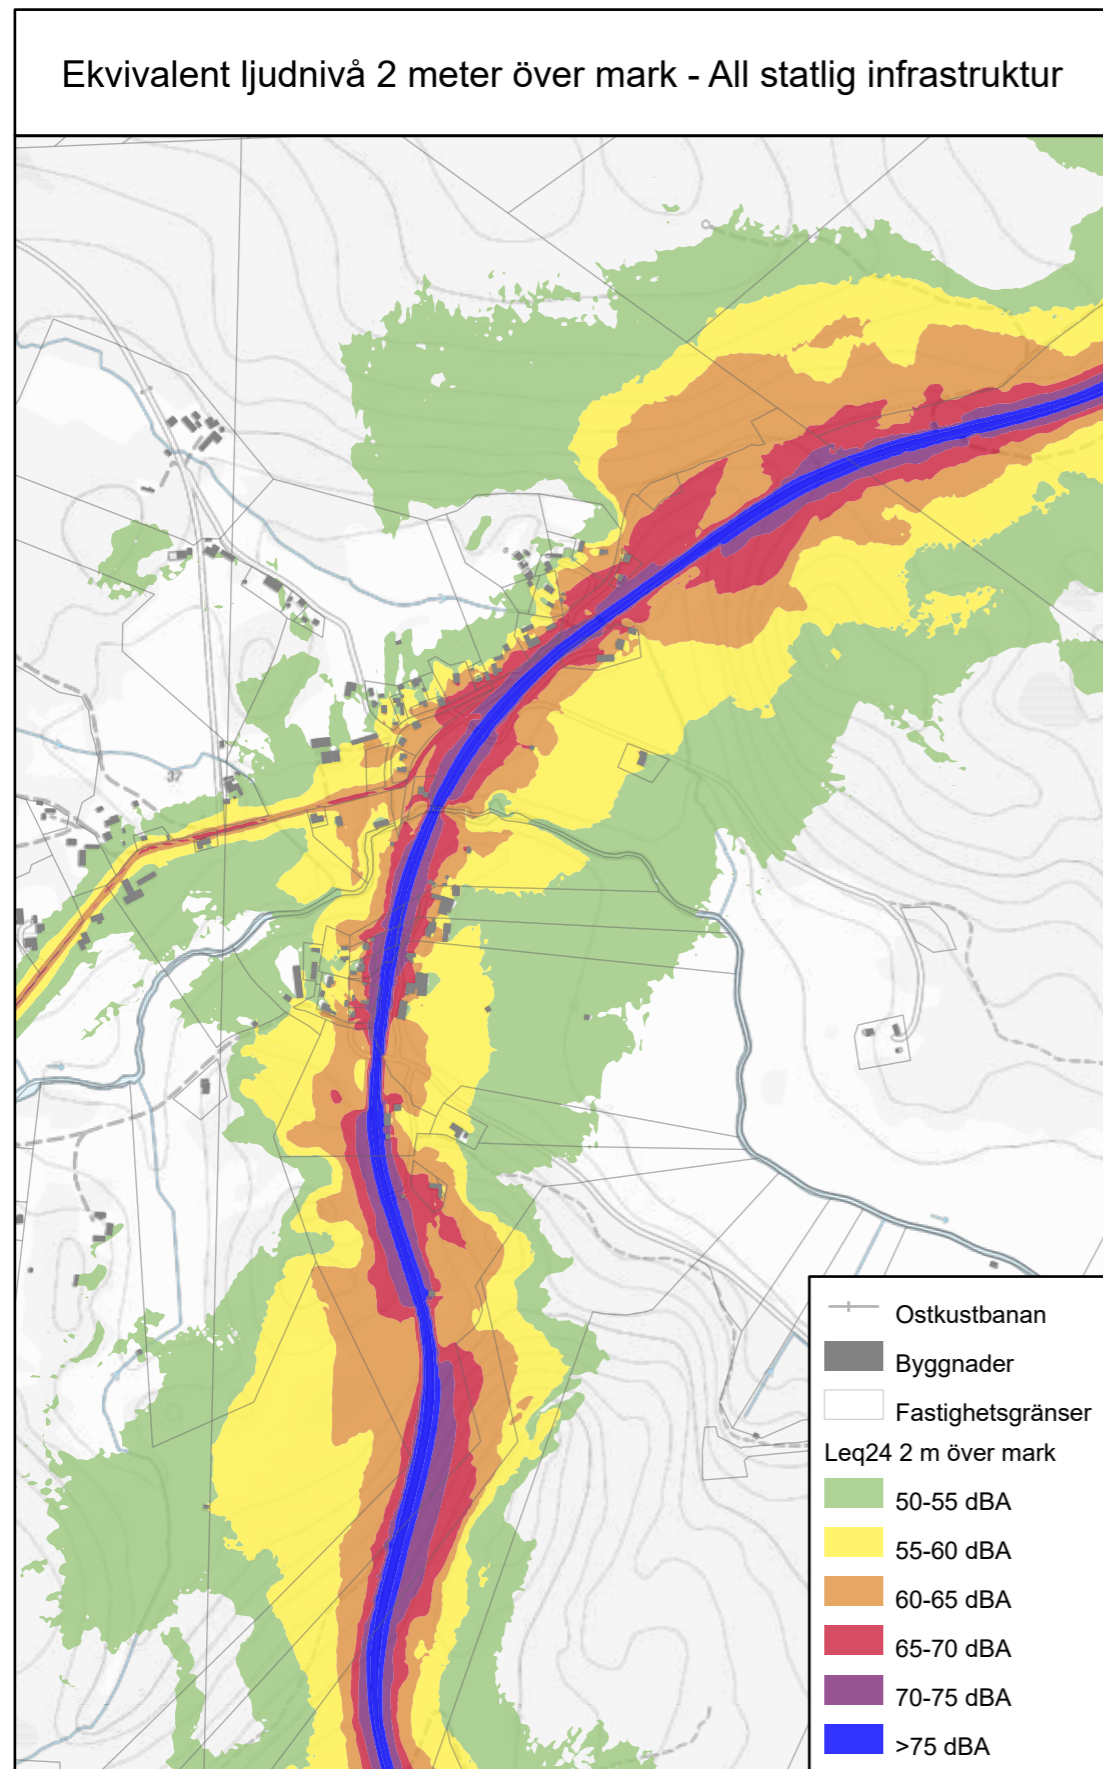 Ekvivalent ljudnivå 2 meter över mark - All statlig infrastruktur
Ostkustbanan
Byggnader
Fastighetsgränser
Leq24 2 m över mark
50-55 dBA
55-60 dBA
60-65 dBA
65-70 dBA
70-75 dBA
>75 dBA